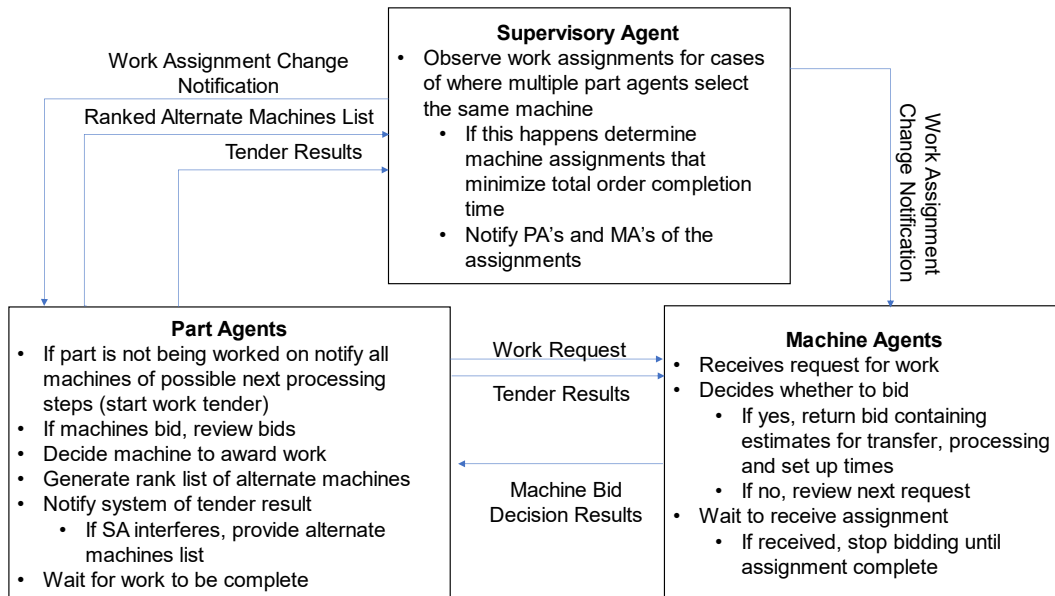 Supervisory Agent
• Observe work assignments for cases
of where multiple part agents select
the same machine
• If this happens determine
machine assignments that
minimize total order completion
time
• Notify PA's and MA's of the
assignments
Work Assignment Change
Notification
Ranked Alternate Machines List
Tender Results
Work Assignment
Change Notification
Part Agents
• If part is not being worked on notify all
machines of possible next processing
steps (start work tender)
• If machines bid, review bids
• Decide machine to award work
• Generate rank list of alternate machines
• Notify system of tender result
• If SA interferes, provide alternate
machines list
• Wait for work to be complete
Work Request
Tender Results
Machine Bid
Decision Results
Machine Agents
• Receives request for work
• Decides whether to bid
• If yes, return bid containing
estimates for transfer, processing
and set up times
• If no, review next request
• Wait to receive assignment
• If received, stop bidding until
assignment complete